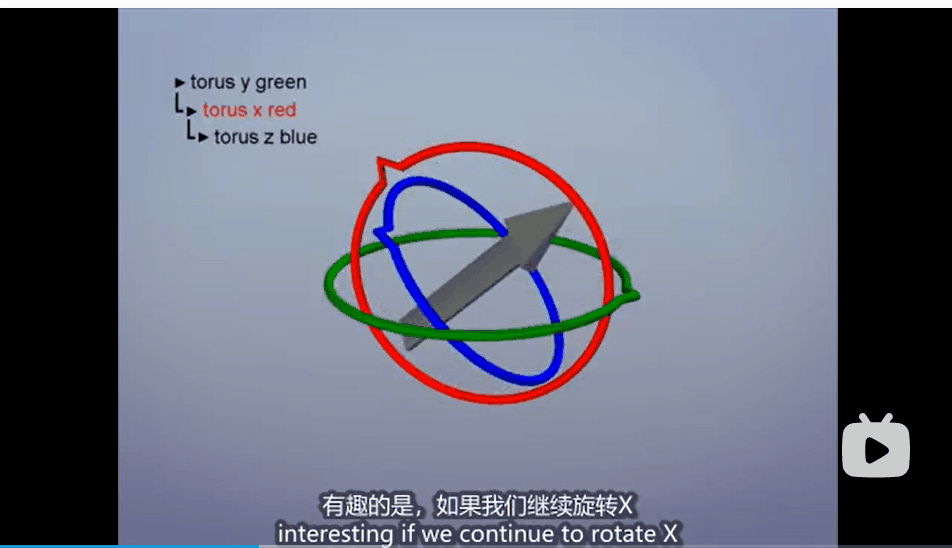 torus y green
torus x red
torus z blue
有趣的是，如果我们继续旋转X
interesting if we continue to rotate X